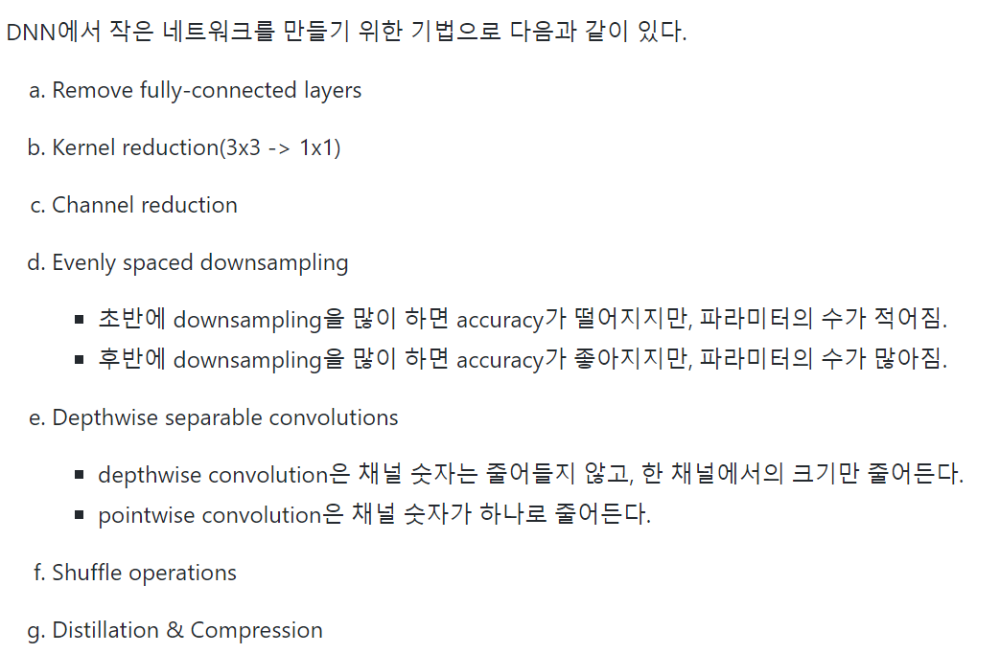 DNN에서 작은 네트워크를 만들기 위한 기법으로 다음과 같이 있다.
a. Remove fully-connected layers
b. Kernel reduction(3x3 -> 1x1)
c. Channel reduction
d. Evenly spaced downsampling
▪ 초반에 downsampling을 많이 하면 accuracy가 떨어지지만, 파라미터의 수가 적어짐.
▪ 후반에 downsampling을 많이 하면 accuracy가 좋아지지만, 파라미터의 수가 많아짐.
e. Depthwise separable convolutions
▪ depthwise convolution은 채널 숫자는 줄어들지 않고, 한 채널에서의 크기만 줄어든다.
▪ pointwise convolution은 채널 숫자가 하나로 줄어든다.
f. Shuffle operations
g. Distillation & Compression